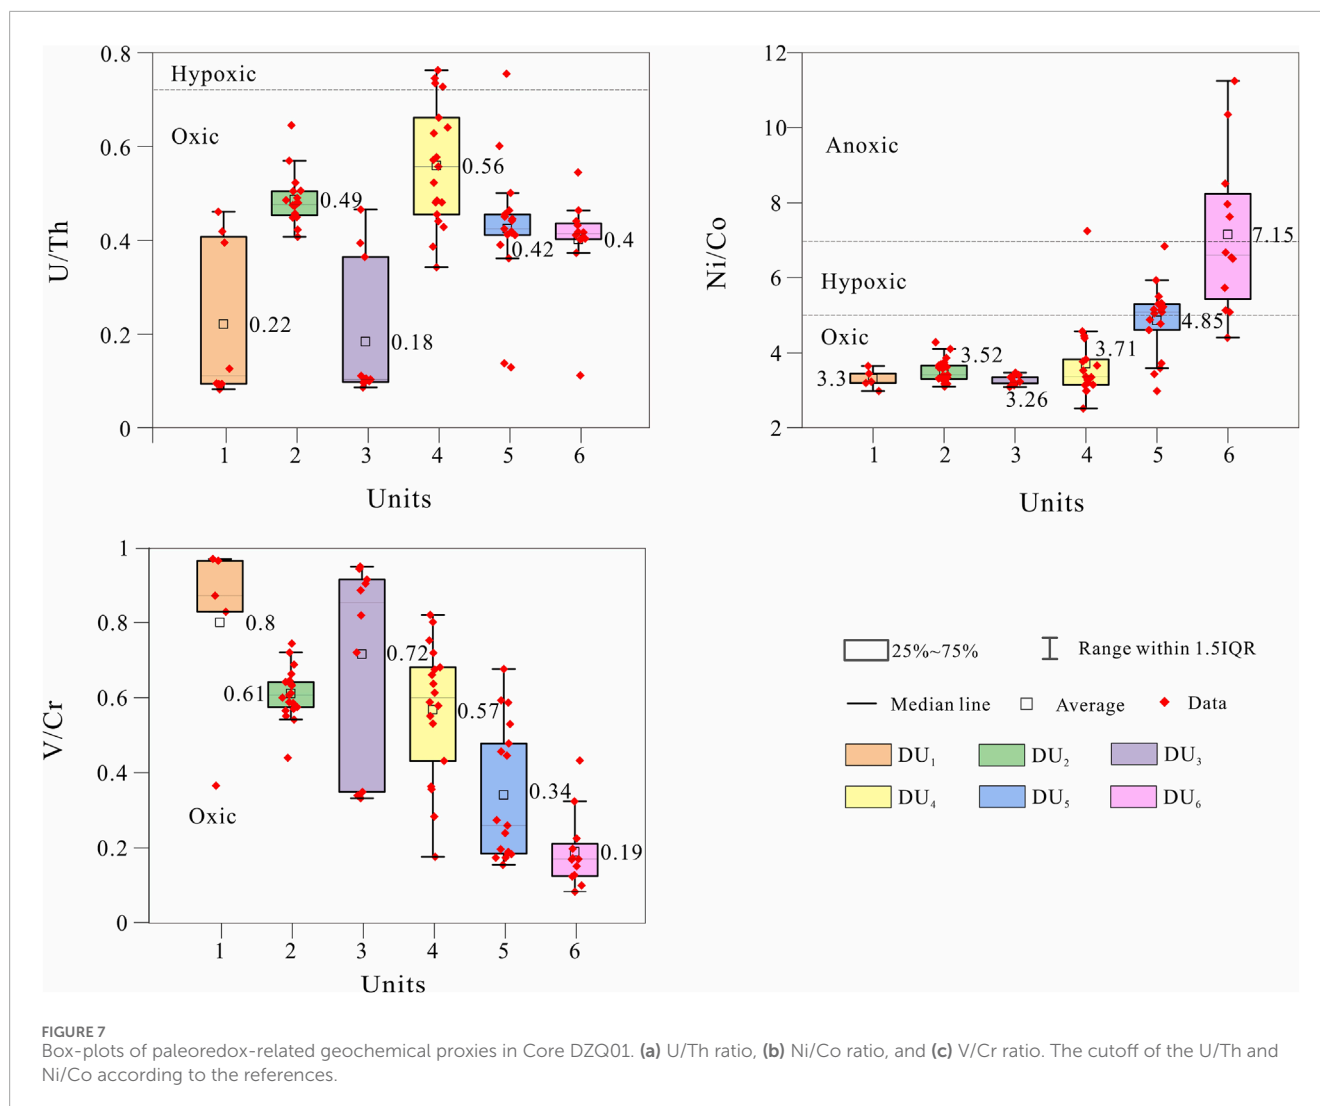 0.8
0.6
0.4
0.2
0
U/Th
Hypoxic
Oxic
0.22
0.49
0.18
0.56
0.42
0.4
1 2 3 4 5 6
Units
12
10
8
6
4
2
Ni/Co
Anoxic
Hypoxic
Oxic
3.3
3.52
3.26
3.71
4.85
7.15
1 2 3 4 5 6
Units
1
0.8
0.6
0.4
0.2
0
V/Cr
Oxic
0.8
0.61
0.72
0.57
0.34
0.19
1 2 3 4 5 6
Units
25%~75% Range within 1.5IQR
Median line Average Data
DU₁ DU₂ DU₃
DU₄ DU₅ DU₆
FIGURE 7
Box-plots of paleoredox-related geochemical proxies in Core DZQ01. (a) U/Th ratio, (b) Ni/Co ratio, and (c) V/Cr ratio. The cutoff of the U/Th and
Ni/Co according to the references.